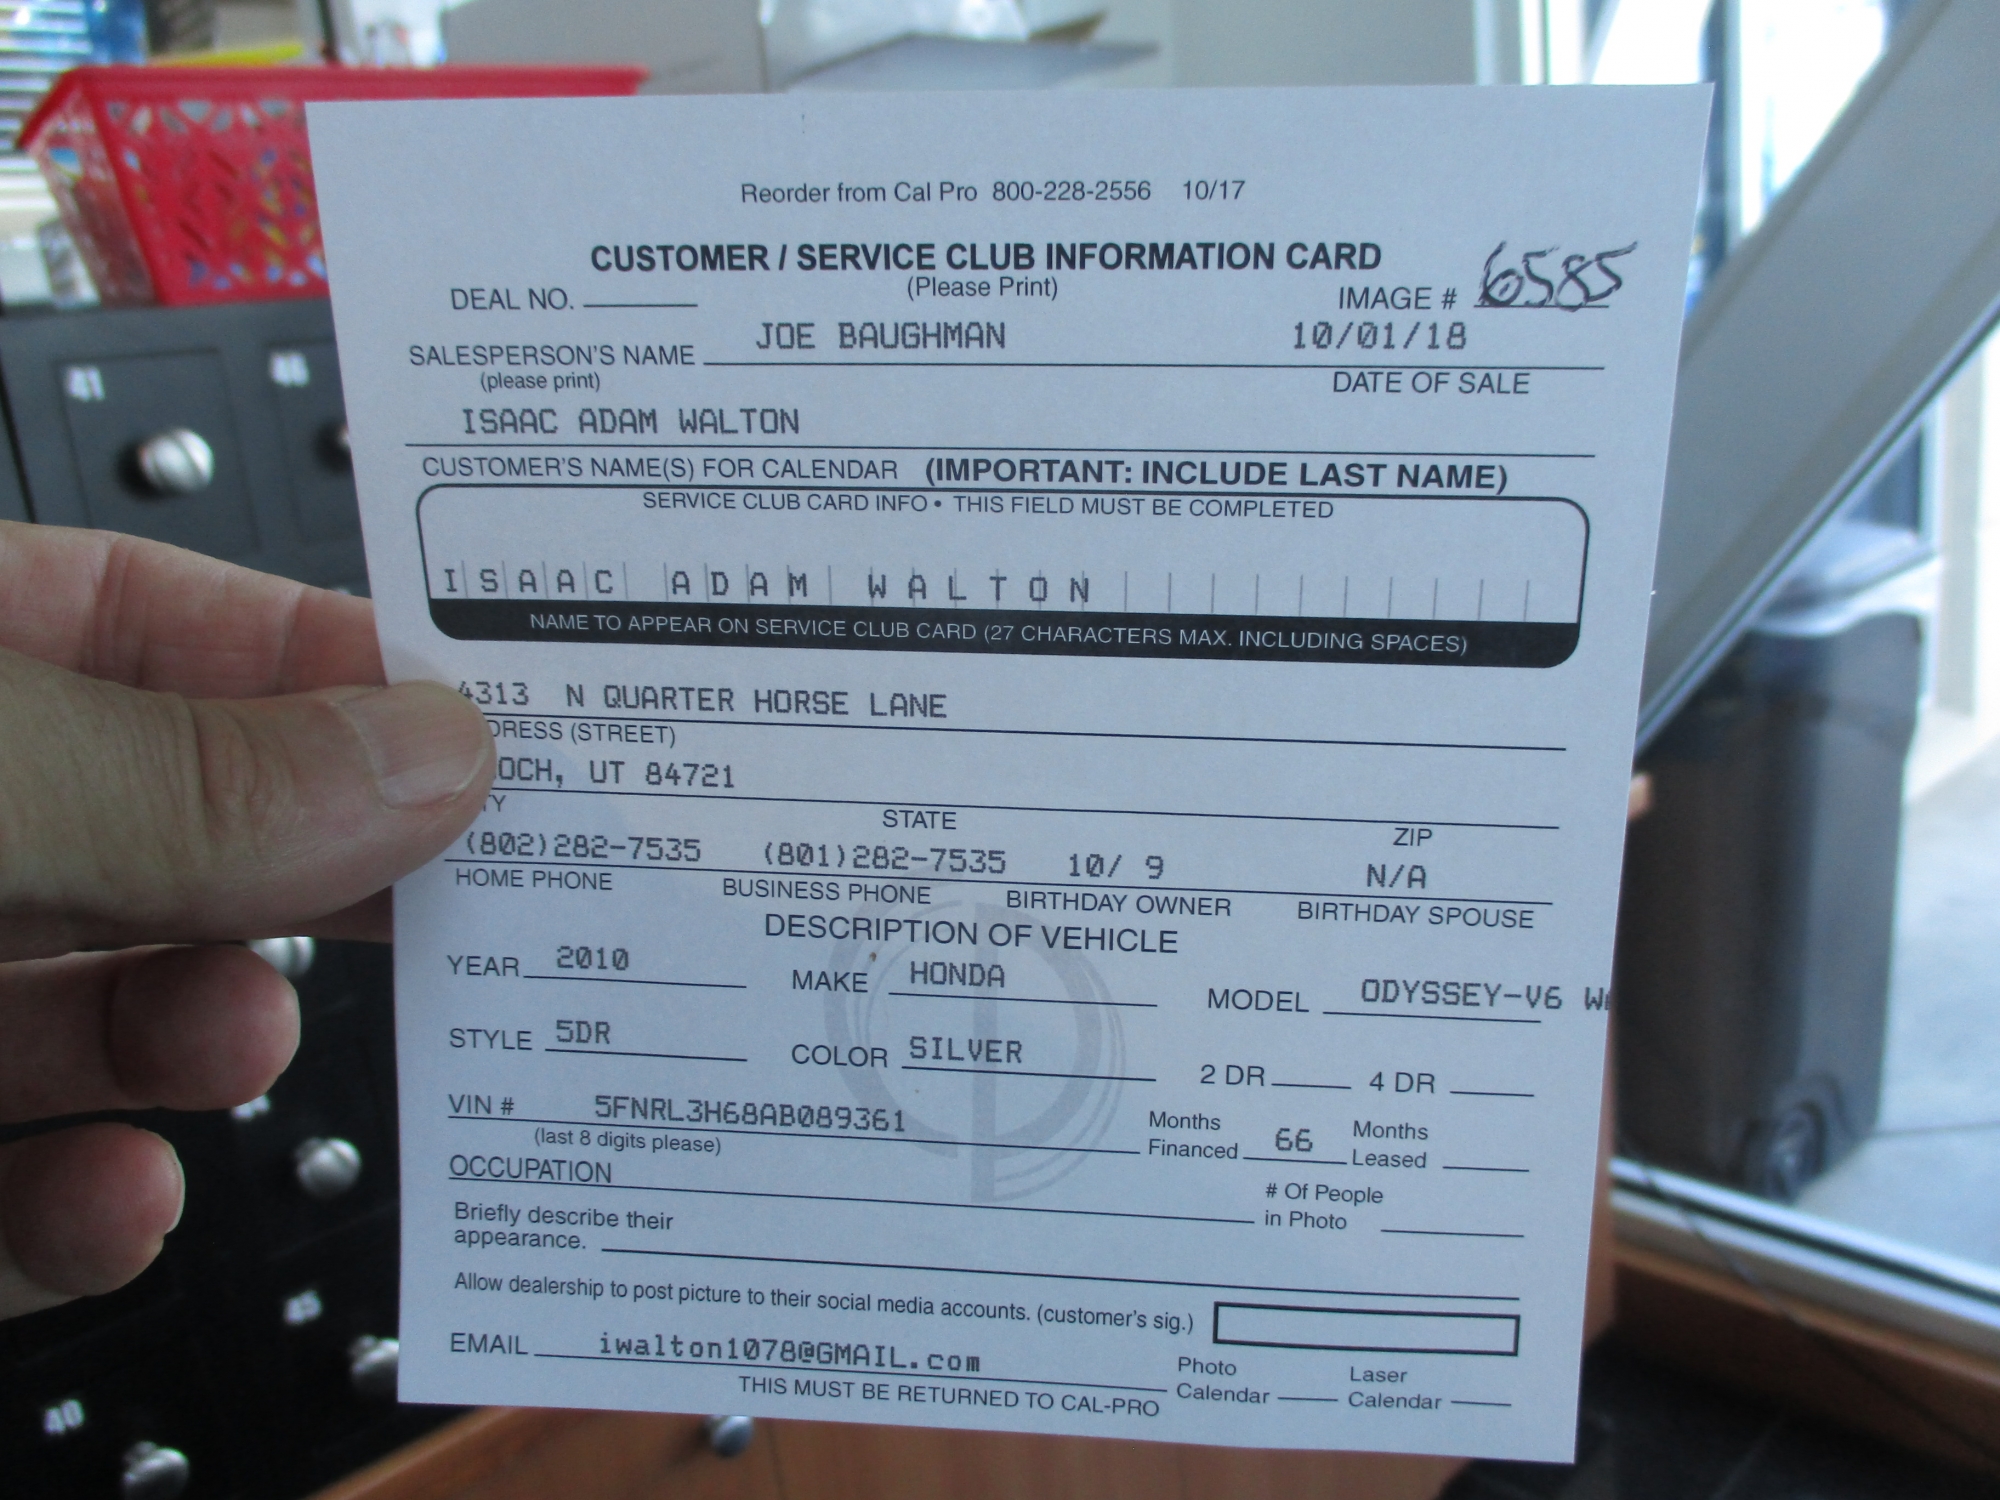 Reorder from Cal Pro 800-228-2556 10/17
CUSTOMER / SERVICE CLUB INFORMATION CARD
(Please Print)
DEAL NO. IMAGE # 6585
JOE BAUGHMAN 10/01/18
SALESPERSON'S NAME
(please print) DATE OF SALE
ISAAC ADAM WALTON
CUSTOMER'S NAME(S) FOR CALENDAR (IMPORTANT: INCLUDE LAST NAME)
SERVICE CLUB CARD INFO • THIS FIELD MUST BE COMPLETED
ISAAC ADAM WALTON
NAME TO APPEAR ON SERVICE CLUB CARD (27 CHARACTERS MAX. INCLUDING SPACES)
4313 N QUARTER HORSE LANE
DRESS (STREET)
OCH, UT 84721
TY STATE ZIP
(802)282-7535 (801)282-7535 10/ 9 N/A
HOME PHONE BUSINESS PHONE BIRTHDAY OWNER BIRTHDAY SPOUSE
DESCRIPTION OF VEHICLE
YEAR 2010 MAKE HONDA MODEL ODYSSEY-V6
STYLE 5DR COLOR SILVER 2 DR 4 DR
VIN # 5FNRL3H68AB089361 Months Financed 66 Months Leased
(last 8 digits please)
OCCUPATION # Of People in Photo
Briefly describe their
appearance.
Allow dealership to post picture to their social media accounts. (customer's sig.)
EMAIL iwalton1078@GMAIL.com Photo Calendar Laser Calendar
THIS MUST BE RETURNED TO CAL-PRO
41
45
40